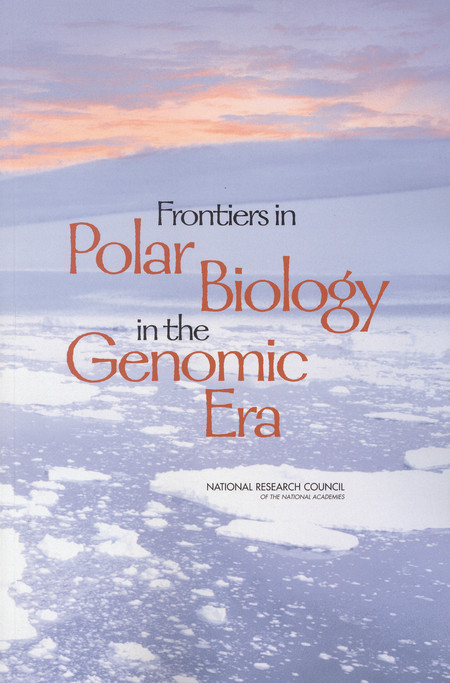 Frontiers in
Polar
Biology
in the
Genomic
Era
NATIONAL RESEARCH COUNCIL
OF THE NATIONAL ACADEMIES